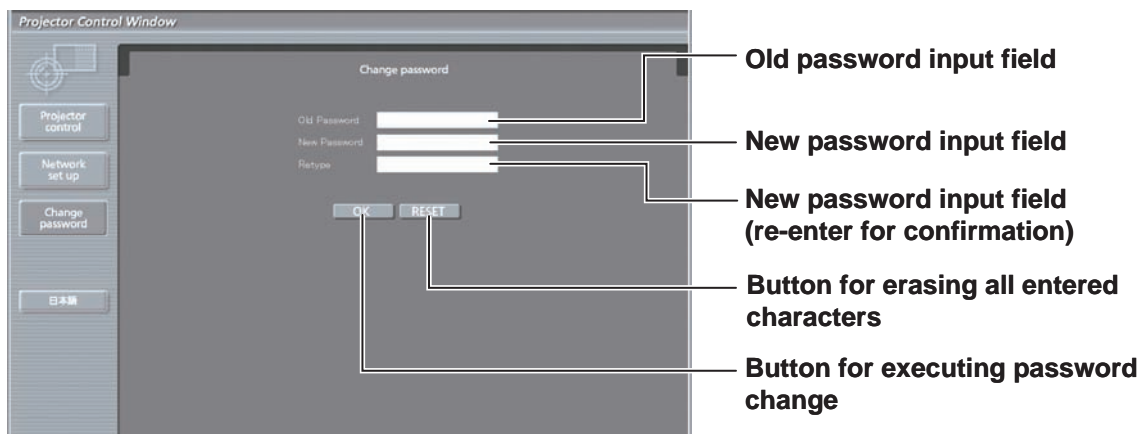 Projector Control Window
Change password
Old Password
New Password
Retype
OK RESET
Projector
control
Network
set up
Change
password
日本語
Old password input field
New password input field
New password input field
(re-enter for confirmation)
Button for erasing all entered
characters
Button for executing password
change